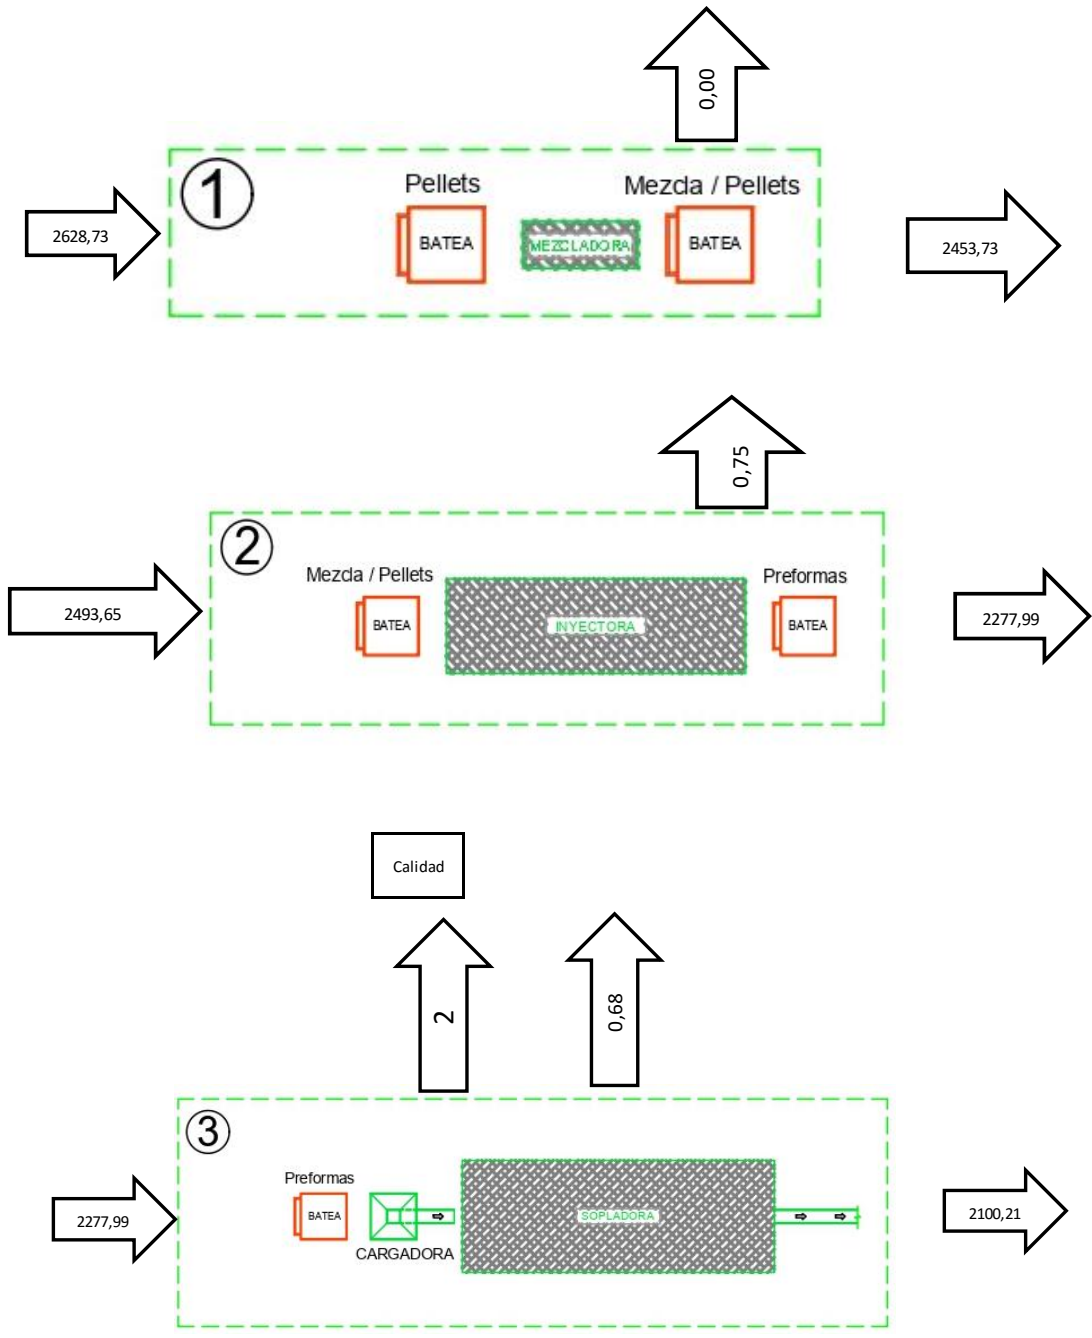 0,00
1
Pellets
Mezcla / Pellets
2628,73
BATEA
MEZCLADORA
BATEA
2453,73
0,75
2
Mezcla / Pellets
Preformas
2493,65
BATEA
INYECTORA
BATEA
2277,99
Calidad
2
0,68
3
Preformas
2277,99
BATEA
SOPLADORA
2100,21
CARGADORA